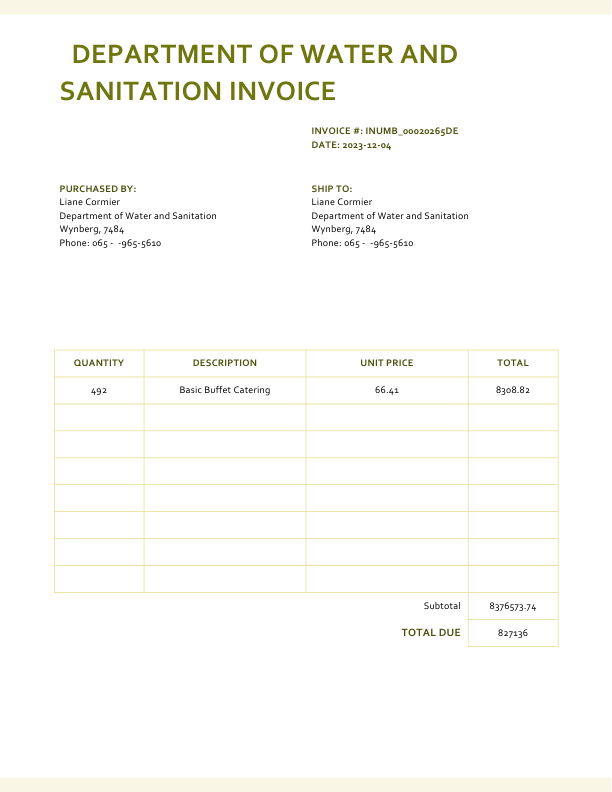 DEPARTMENT OF WATER AND
SANITATION INVOICE
INVOICE #: INUMB_00020265DE
DATE: 2023-12-04
PURCHASED BY:
Liane Cormier
Department of Water and Sanitation
Wynberg, 7484
Phone: 065 -  -965-5610
SHIP TO:
Liane Cormier
Department of Water and Sanitation
Wynberg, 7484
Phone: 065 -  -965-5610
QUANTITY DESCRIPTION UNIT PRICE TOTAL
492 Basic Buffet Catering 66.41 8308.82
Subtotal 8376573.74
TOTAL DUE 827136